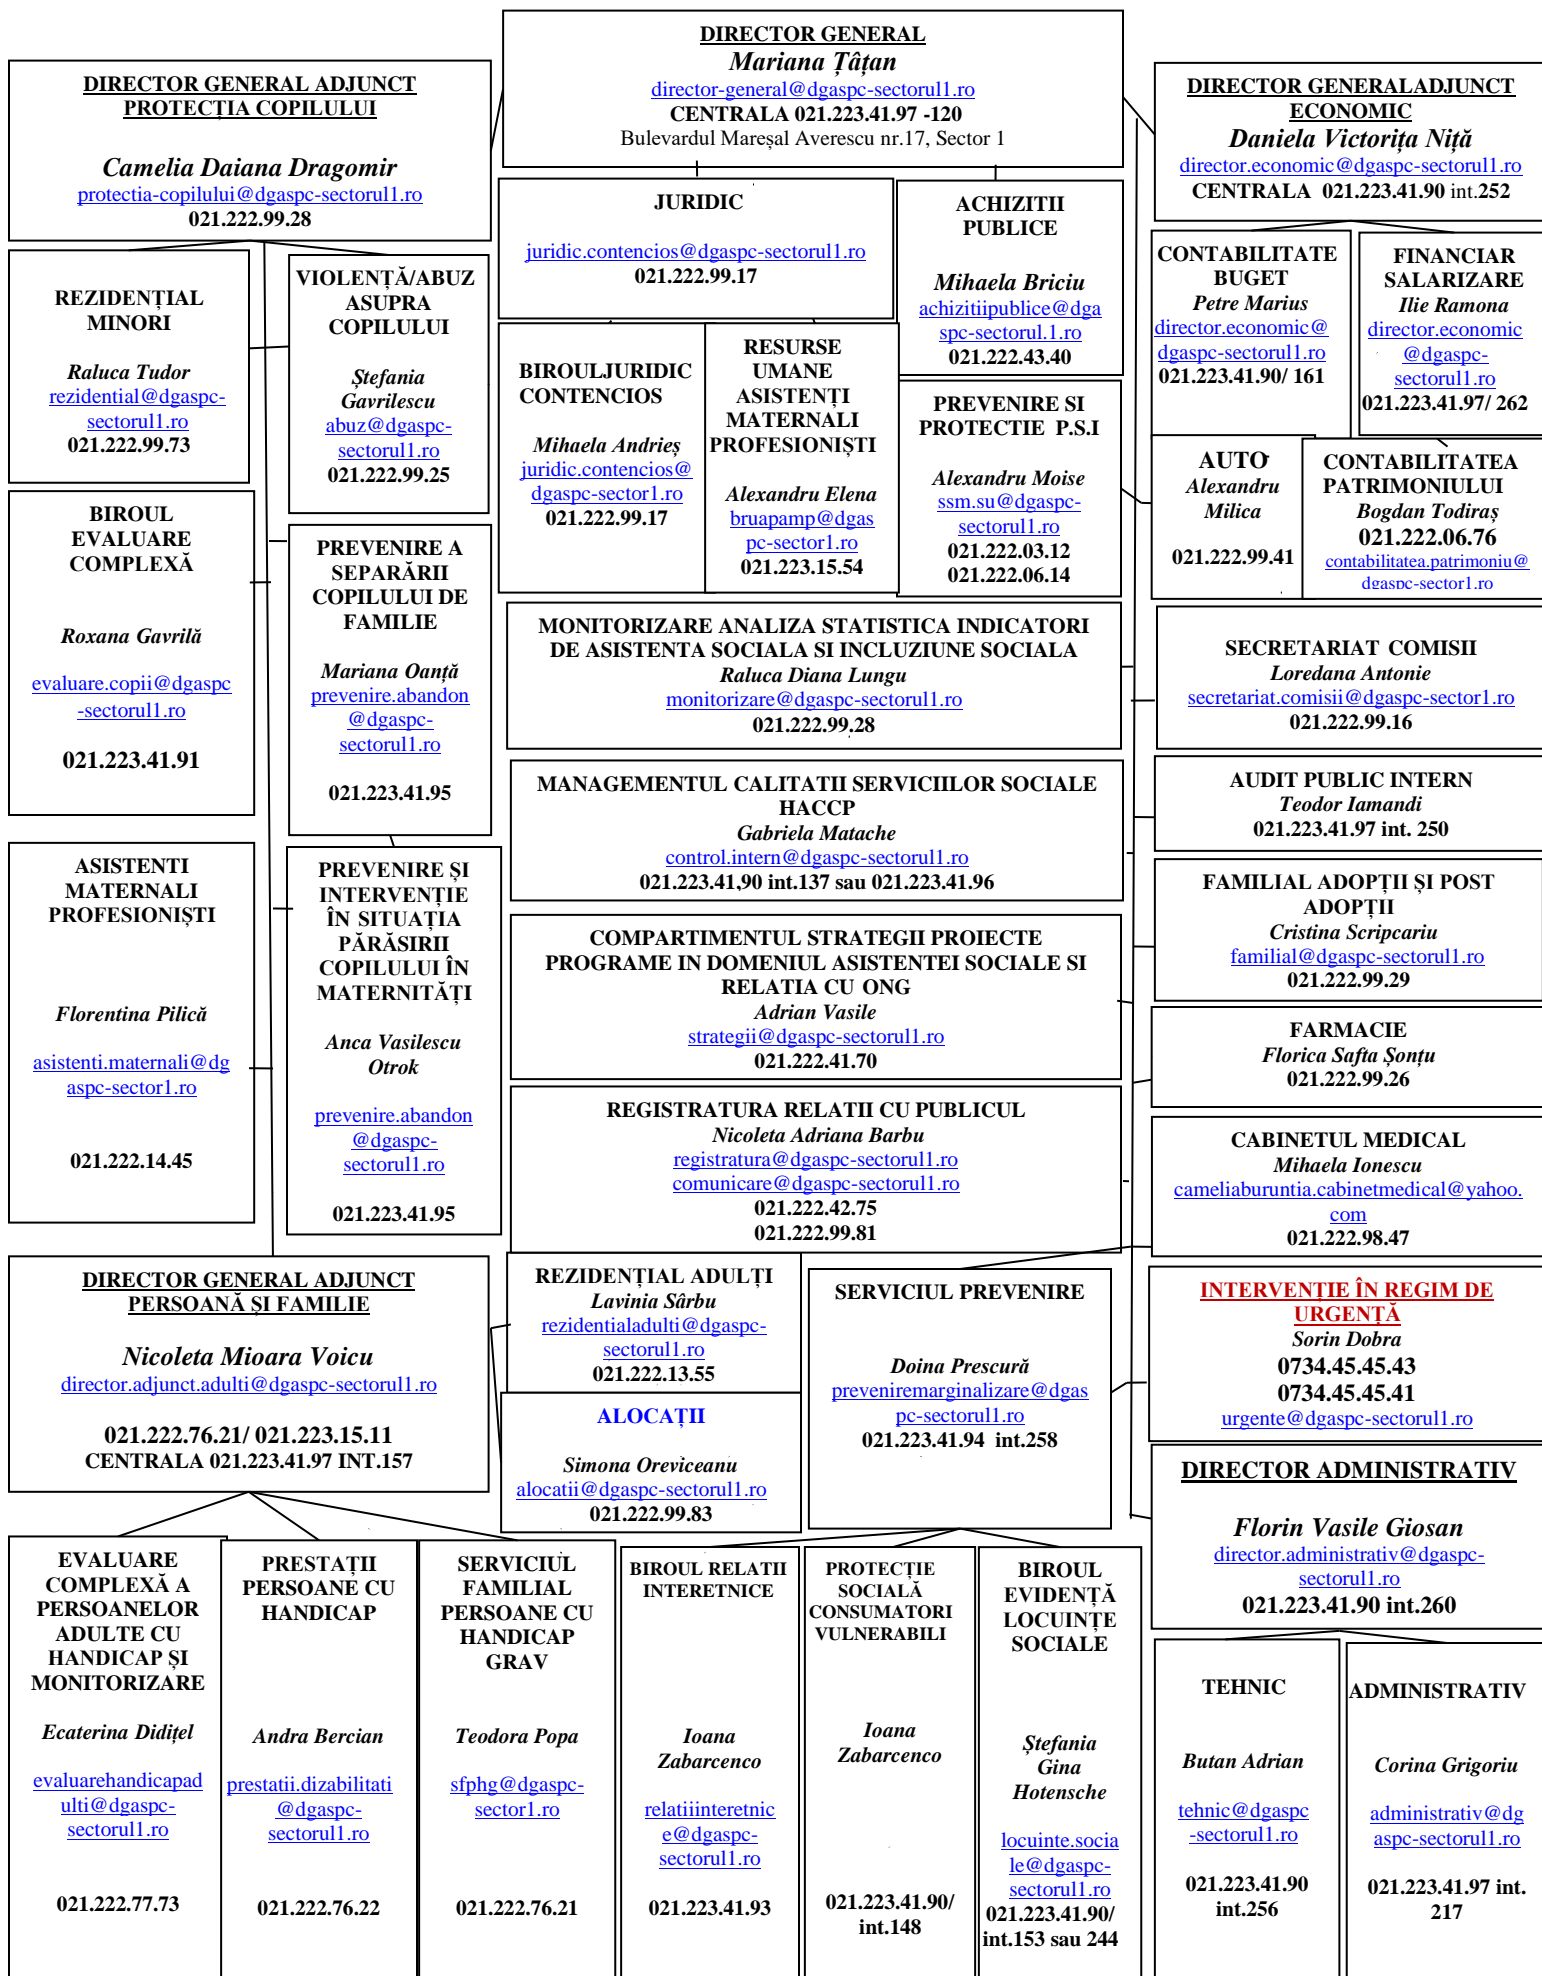 DIRECTOR GENERAL
Mariana Țâțan
director-general@dgaspc-sectorul1.ro
CENTRALA 021.223.41.97 -120
Bulevardul Mareșal Averescu nr.17, Sector 1
DIRECTOR GENERAL ADJUNCT
PROTECȚIA COPILULUI
Camelia Daiana Dragomir
protectia-copilului@dgaspc-sectorul1.ro
021.222.99.28
DIRECTOR GENERALADJUNCT
ECONOMIC
Daniela Victorița Niță
director.economic@dgaspc-sectorul1.ro
CENTRALA 021.223.41.90 int.252
JURIDIC
juridic.contencios@dgaspc-sectorul1.ro
021.222.99.17
ACHIZITII
PUBLICE
Mihaela Briciu
achizitiipublice@dga
spc-sectorul.1.ro
021.222.43.40
REZIDENȚIAL
MINORI
Raluca Tudor
rezidential@dgaspc-
sectorul1.ro
021.222.99.73
VIOLENȚĂ/ABUZ
ASUPRA
COPILULUI
Ștefania
Gavrilescu
abuz@dgaspc-
sectorul1.ro
021.222.99.25
BIROULJURIDIC
CONTENCIOS
Mihaela Andrieș
juridic.contencios@
dgaspc-sector1.ro
021.222.99.17
RESURSE
UMANE
ASISTENȚI
MATERNALI
PROFESIONIȘTI
Alexandru Elena
bruapamp@dgas
pc-sector1.ro
021.223.15.54
PREVENIRE SI
PROTECTIE P.S.I
Alexandru Moise
ssm.su@dgaspc-
sectorul1.ro
021.222.03.12
021.222.06.14
CONTABILITATE
BUGET
Petre Marius
director.economic@
dgaspc-sectorul1.ro
021.223.41.90/ 161
FINANCIAR
SALARIZARE
Ilie Ramona
director.economic
@dgaspc-
sectorul1.ro
021.223.41.97/ 262
AUTO
Alexandru
Milica
021.222.99.41
CONTABILITATEA
PATRIMONIULUI
Bogdan Todiraș
021.222.06.76
contabilitatea.patrimoniu@
dgaspc-sector1.ro
BIROUL
EVALUARE
COMPLEXĂ
Roxana Gavrilă
evaluare.copii@dgaspc
-sectorul1.ro
021.223.41.91
PREVENIRE A
SEPARĂRII
COPILULUI DE
FAMILIE
Mariana Oanță
prevenire.abandon
@dgaspc-
sectorul1.ro
021.223.41.95
MONITORIZARE ANALIZA STATISTICA INDICATORI
DE ASISTENTA SOCIALA SI INCLUZIUNE SOCIALA
Raluca Diana Lungu
monitorizare@dgaspc-sectorul1.ro
021.222.99.28
SECRETARIAT COMISII
Loredana Antonie
secretariat.comisii@dgaspc-sector1.ro
021.222.99.16
MANAGEMENTUL CALITATII SERVICIILOR SOCIALE
HACCP
Gabriela Matache
control.intern@dgaspc-sectorul1.ro
021.223.41,90 int.137 sau 021.223.41.96
AUDIT PUBLIC INTERN
Teodor Iamandi
021.223.41.97 int. 250
ASISTENTI
MATERNALI
PROFESIONIȘTI
Florentina Pilică
asistenti.maternali@dg
aspc-sector1.ro
021.222.14.45
PREVENIRE ȘI
INTERVENȚIE
ÎN SITUAȚIA
PĂRĂSIRII
COPILULUI ÎN
MATERNITĂȚI
Anca Vasilescu
Otrok
prevenire.abandon
@dgaspc-
sectorul1.ro
021.223.41.95
COMPARTIMENTUL STRATEGII PROIECTE
PROGRAME IN DOMENIUL ASISTENTEI SOCIALE SI
RELATIA CU ONG
Adrian Vasile
strategii@dgaspc-sectorul1.ro
021.222.41.70
FAMILIAL ADOPȚII ȘI POST
ADOPȚII
Cristina Scripcariu
familial@dgaspc-sectorul1.ro
021.222.99.29
FARMACIE
Florica Safta Șonțu
021.222.99.26
REGISTRATURA RELATII CU PUBLICUL
Nicoleta Adriana Barbu
registratura@dgaspc-sectorul1.ro
comunicare@dgaspc-sectorul1.ro
021.222.42.75
021.222.99.81
CABINETUL MEDICAL
Mihaela Ionescu
cameliaburuntia.cabinetmedical@yahoo.
com
021.222.98.47
DIRECTOR GENERAL ADJUNCT
PERSOANĂ ȘI FAMILIE
Nicoleta Mioara Voicu
director.adjunct.adulti@dgaspc-sectorul1.ro
021.222.76.21/ 021.223.15.11
CENTRALA 021.223.41.97 INT.157
REZIDENȚIAL ADULȚI
Lavinia Sârbu
rezidentialadulti@dgaspc-
sectorul1.ro
021.222.13.55
ALOCAȚII
Simona Oreviceanu
alocatii@dgaspc-sectorul1.ro
021.222.99.83
SERVICIUL PREVENIRE
Doina Prescură
preveniremarginalizare@dgas
pc-sectorul1.ro
021.223.41.94 int.258
INTERVENȚIE ÎN REGIM DE
URGENȚĂ
Sorin Dobra
0734.45.45.43
0734.45.45.41
urgente@dgaspc-sectorul1.ro
DIRECTOR ADMINISTRATIV
Florin Vasile Giosan
director.administrativ@dgaspc-
sectorul1.ro
021.223.41.90 int.260
EVALUARE
COMPLEXĂ A
PERSOANELOR
ADULTE CU
HANDICAP ȘI
MONITORIZARE
Ecaterina Didițel
evaluarehandicapad
ulti@dgaspc-
sectorul1.ro
021.222.77.73
PRESTAȚII
PERSOANE CU
HANDICAP
Andra Bercian
prestatii.dizabilitati
@dgaspc-
sectorul1.ro
021.222.76.22
SERVICIUL
FAMILIAL
PERSOANE CU
HANDICAP
GRAV
Teodora Popa
sfphg@dgaspc-
sector1.ro
021.222.76.21
BIROUL RELATII
INTERETNICE
Ioana
Zabarcenco
relatiiinteretnic
e@dgaspc-
sectorul1.ro
021.223.41.93
PROTECȚIE
SOCIALĂ
CONSUMATORI
VULNERABILI
Ioana
Zabarcenco
021.223.41.90/
int.148
BIROUL
EVIDENȚĂ
LOCUINȚE
SOCIALE
Ștefania
Gina
Hotensche
locuinte.socia
le@dgaspc-
sectorul1.ro
021.223.41.90/
int.153 sau 244
TEHNIC
Butan Adrian
tehnic@dgaspc
-sectorul1.ro
021.223.41.90
int.256
ADMINISTRATIV
Corina Grigoriu
administrativ@dg
aspc-sectorul1.ro
021.223.41.97 int.
217